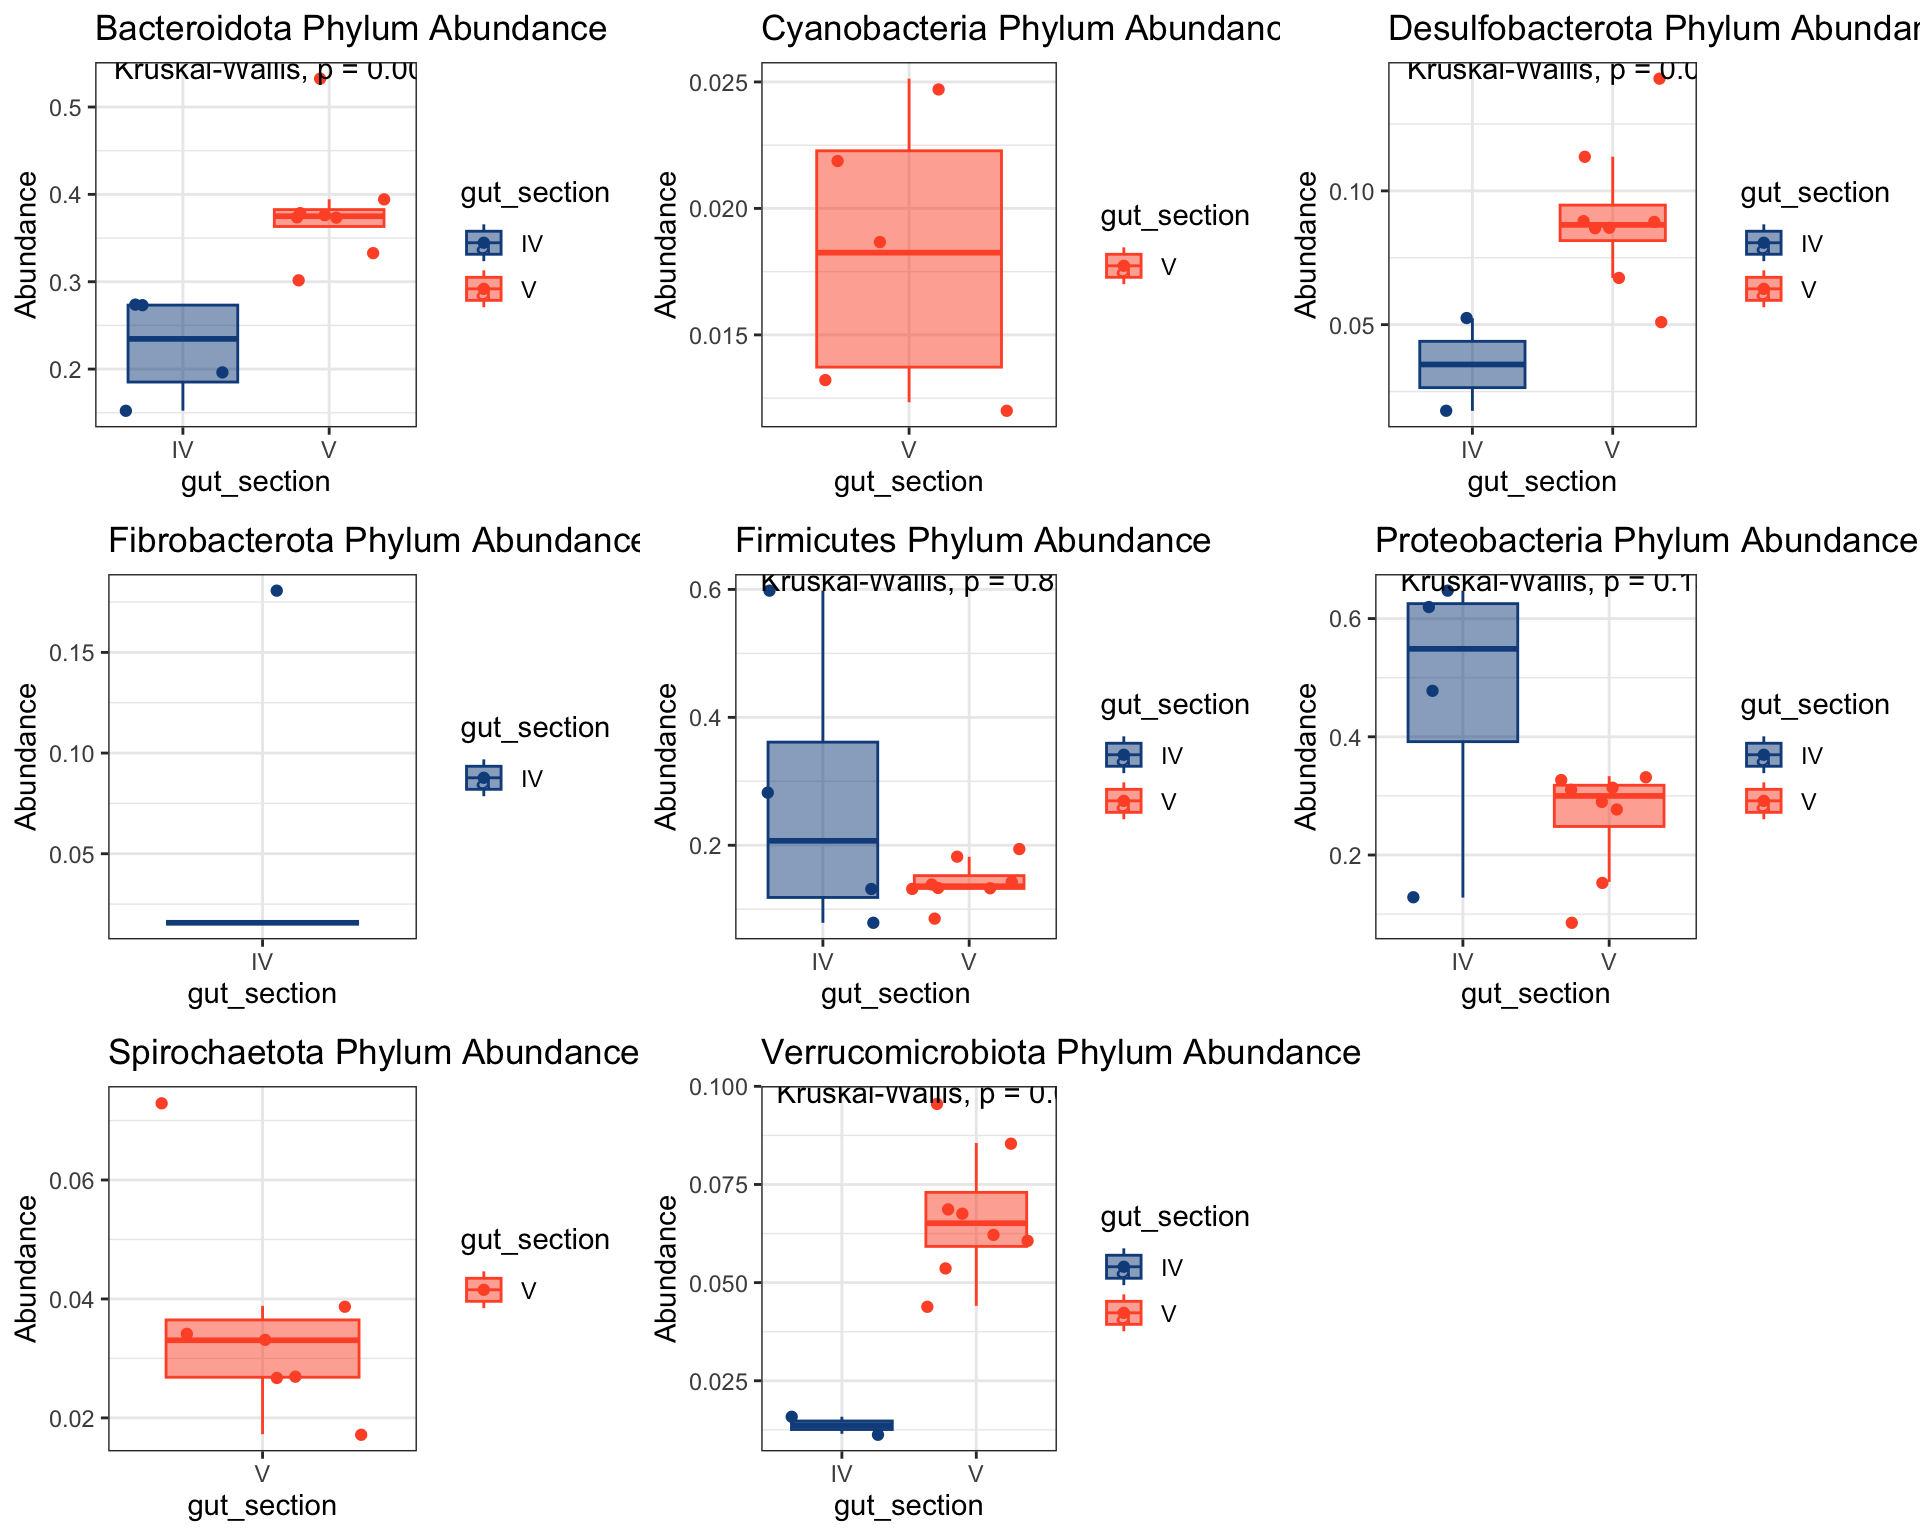 Bacteroidota Phylum Abundance
Kruskal-Wallis, p = 0.00
0.5
0.4
0.3
0.2
Abundance
IV
V
gut_section
gut_section
IV
V
Cyanobacteria Phylum Abundanc
0.025
0.020
0.015
Abundance
V
gut_section
gut_section
V
Desulfobacterota Phylum Abundar
Kruskal-Wallis, p = 0.0
0.10
0.05
Abundance
IV
V
gut_section
gut_section
IV
V
Fibrobacterota Phylum Abundance
0.15
0.10
0.05
Abundance
IV
gut_section
gut_section
IV
Firmicutes Phylum Abundance
Kruskal-Wallis, p = 0.8
0.6
0.4
0.2
Abundance
IV
V
gut_section
gut_section
IV
V
Proteobacteria Phylum Abundance
Kruskal-Wallis, p = 0.1
0.6
0.4
0.2
Abundance
IV
V
gut_section
gut_section
IV
V
Spirochaetota Phylum Abundance
0.06
0.04
0.02
Abundance
V
gut_section
gut_section
V
Verrucomicrobiota Phylum Abundance
Kruskal-Wallis, p = 0.0
0.100
0.075
0.050
0.025
Abundance
IV
V
gut_section
gut_section
IV
V